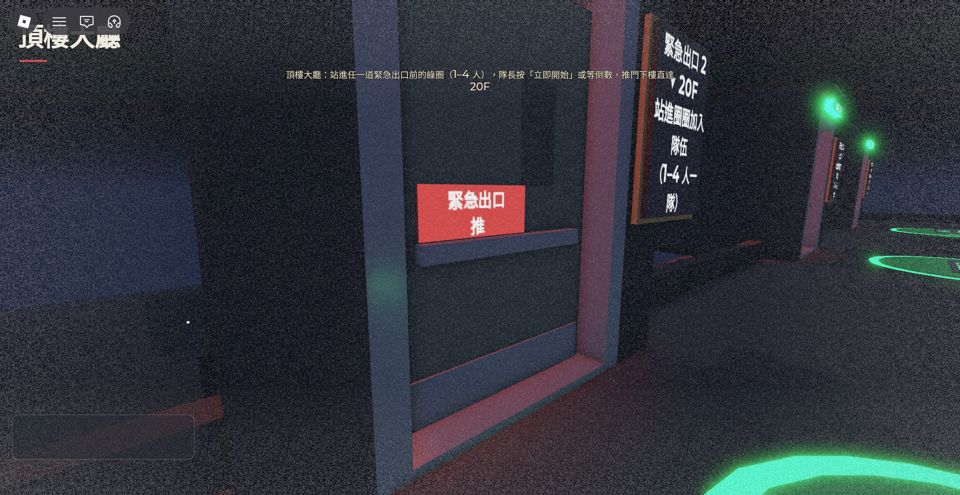 頂樓大廳
頂樓大廳：站進任一道緊急出口前的綠圈（1–4 人），隊長按「立即開始」或等倒數，推門下樓直達
20F
緊急出口
推
緊急出口 2
▼ 20F
站進圈圈加入
隊伍
（1–4 人一
隊）